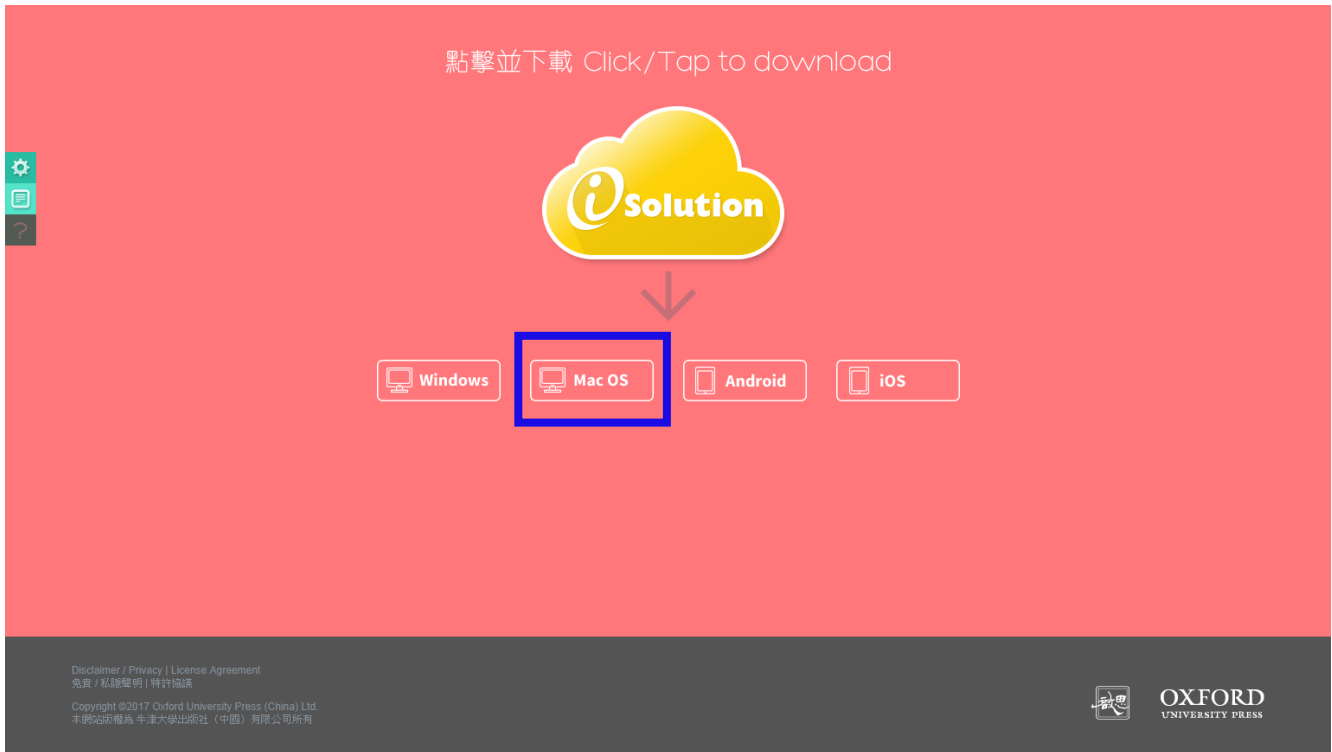 點擊並下載 Click/Tap to download
iSolution
?
Windows
Mac OS
Android
iOS
Disclaimer / Privacy | License Agreement
免責 / 私隱聲明 | 特許協議
Copyright ©2017 Oxford University Press (China) Ltd.
本網站版權為 牛津大學出版社（中國）有限公司所有
啟思
OXFORD
UNIVERSITY PRESS